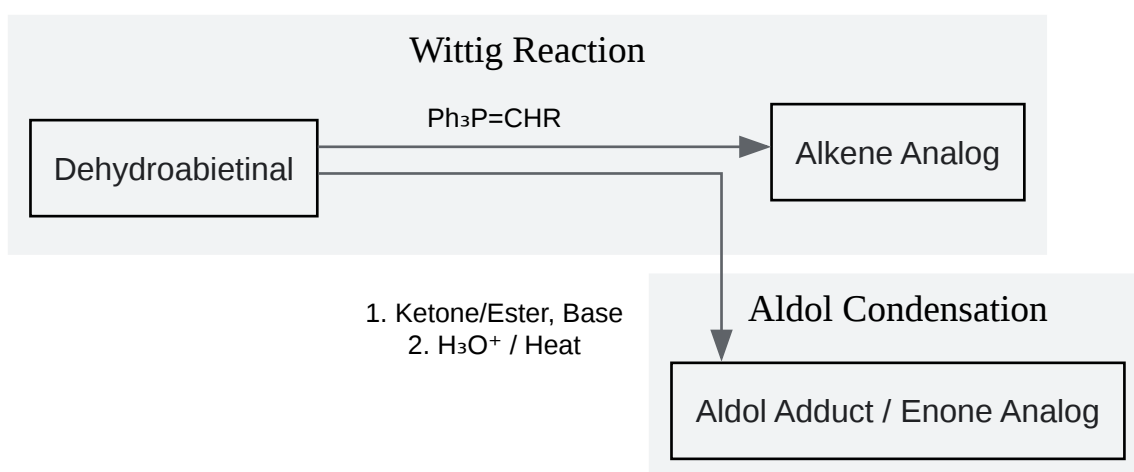 Wittig Reaction
Ph₃P=CHR
Dehydroabietinal
Alkene Analog
1. Ketone/Ester, Base
2. H₃O⁺ / Heat
Aldol Condensation
Aldol Adduct / Enone Analog